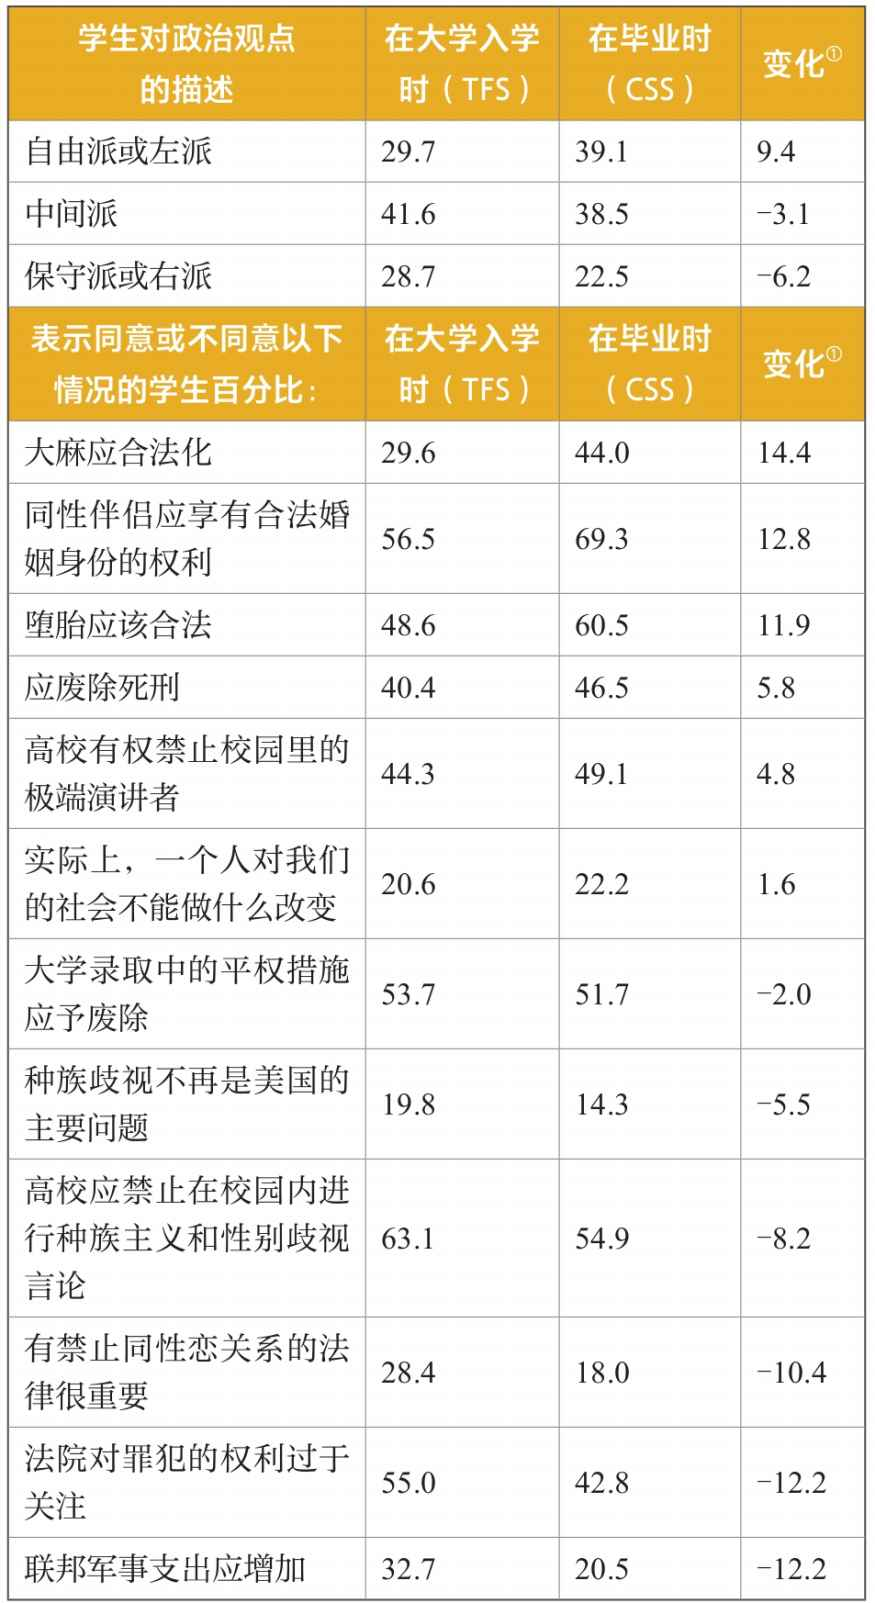 学生对政治观点 在大学入学 在毕业时 变化①
的描述 时（TFS） （CSS）
自由派或左派 29.7 39.1 9.4
中间派 41.6 38.5 -3.1
保守派或右派 28.7 22.5 -6.2
表示同意或不同意以下 在大学入学 在毕业时 变化①
情况的学生百分比： 时（TFS） （CSS）
大麻应合法化 29.6 44.0 14.4
同性伴侣应享有合法婚
姻身份的权利 56.5 69.3 12.8
堕胎应该合法 48.6 60.5 11.9
应废除死刑 40.4 46.5 5.8
高校有权禁止校园里的
极端演讲者 44.3 49.1 4.8
实际上，一个人对我们
的社会不能做什么改变 20.6 22.2 1.6
大学录取中的平权措施
应予废除 53.7 51.7 -2.0
种族歧视不再是美国的
主要问题 19.8 14.3 -5.5
高校应禁止在校园内进
行种族主义和性别歧视 63.1 54.9 -8.2
言论
有禁止同性恋关系的法
律很重要 28.4 18.0 -10.4
法院对罪犯的权利过于
关注 55.0 42.8 -12.2
联邦军事支出应增加 32.7 20.5 -12.2